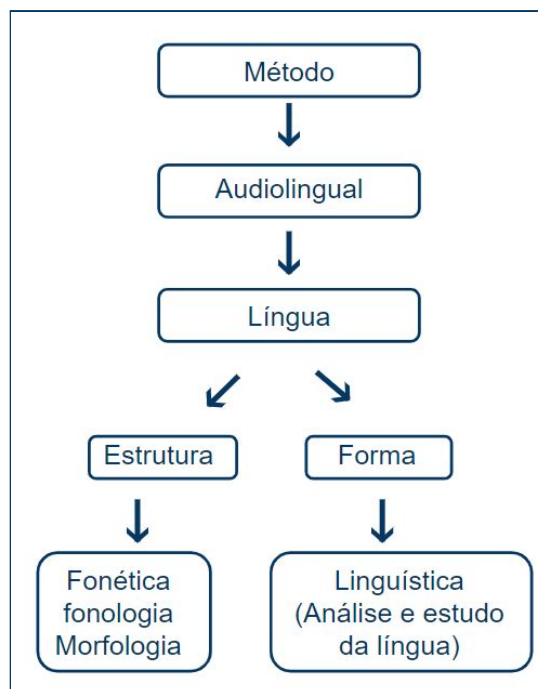 Método
Audiolingual
Língua
Estrutura
Forma
Fonética
fonologia
Morfologia
Linguística
(Análise e estudo
da língua)